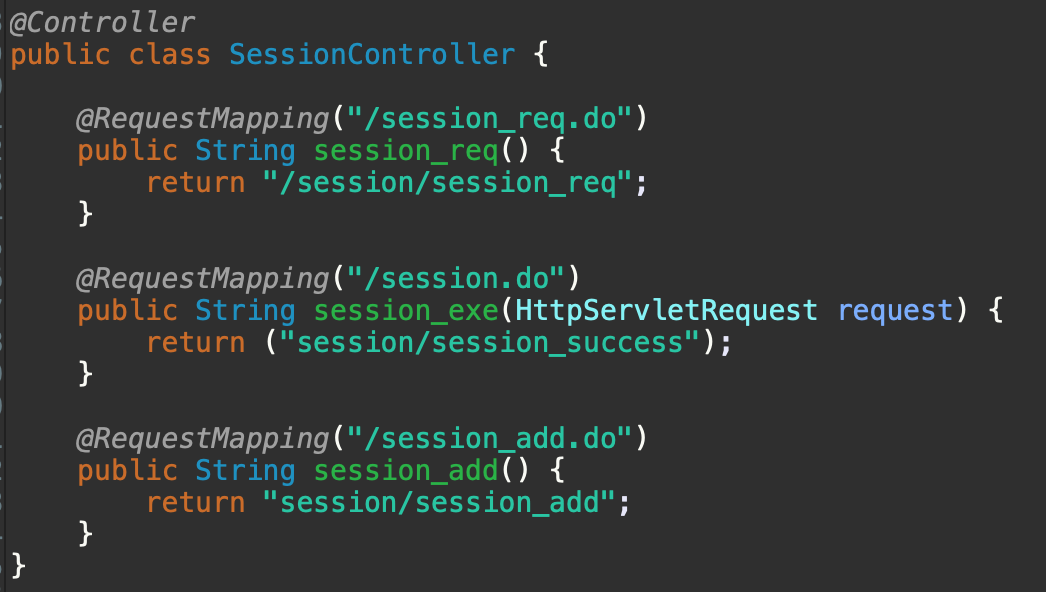 @Controller
public class SessionController {
@RequestMapping("/session_req.do")
public String session_req() {
return "/session/session_req";
}
@RequestMapping("/session.do")
public String session_exe(HttpServletRequest request) {
return ("session/session_success");
}
@RequestMapping("/session_add.do")
public String session_add() {
return "session/session_add";
}
}